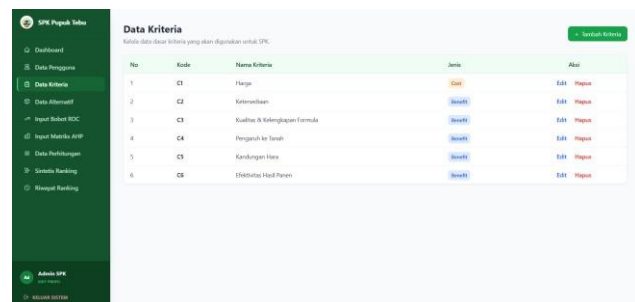 SPK Pupuk Tebu
Dashboard
Data Pengguna
Data Kriteria
Data Alternatif
Input Bobot ROC
Input Matriks AHP
Data Perhitungan
Sintetis Ranking
Riwayat Ranking
Admin SPK
KELUAR SISTEM
Data Kriteria
Kelola data dasar kriteria yang akan digunakan untuk SPK.
+ Tambah Kriteria
No Kode Nama Kriteria Jenis Aksi
1 C1 Harga Cost Edit Hapus
2 C2 Ketersediaan Benefit Edit Hapus
3 C3 Kualitas & Kelengkapan Formula Benefit Edit Hapus
4 C4 Pengaruh ke Tanah Benefit Edit Hapus
5 C5 Kandungan Hara Benefit Edit Hapus
6 C6 Efektivitas Hasil Panen Benefit Edit Hapus